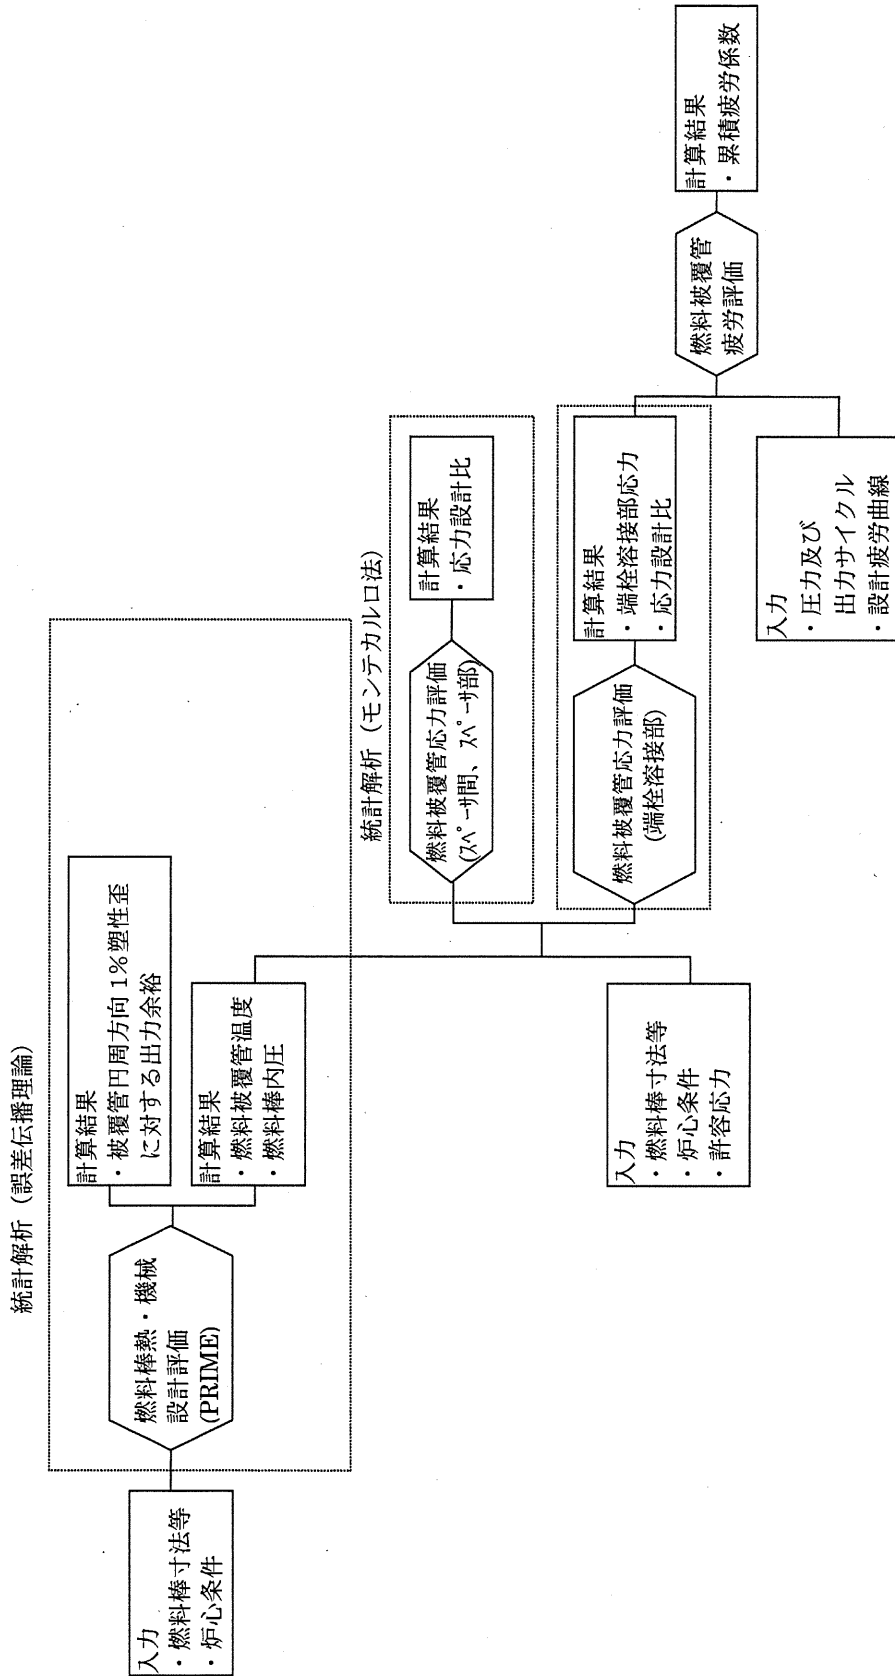 統計解析（誤差伝播理論）
入力
・燃料棒寸法等
・炉心条件
燃料棒熱・機械
設計評価
(PRIME)
計算結果
・被覆管円周方向1%塑性歪
に対する出力余裕
計算結果
・燃料被覆管温度
・燃料棒内圧
入力
・燃料棒寸法等
・炉心条件
・許容応力
統計解析（モンテカルロ法）
燃料被覆管応力評価
(ｽﾍﾟｰｻ間、ｽﾍﾟｰｻ部)
計算結果
・応力設計比
燃料被覆管応力評価
(端栓溶接部)
計算結果
・端栓溶接部応力
・応力設計比
入力
・圧力及び
出力サイクル
・設計疲労曲線
燃料被覆管
疲労評価
計算結果
・累積疲労係数